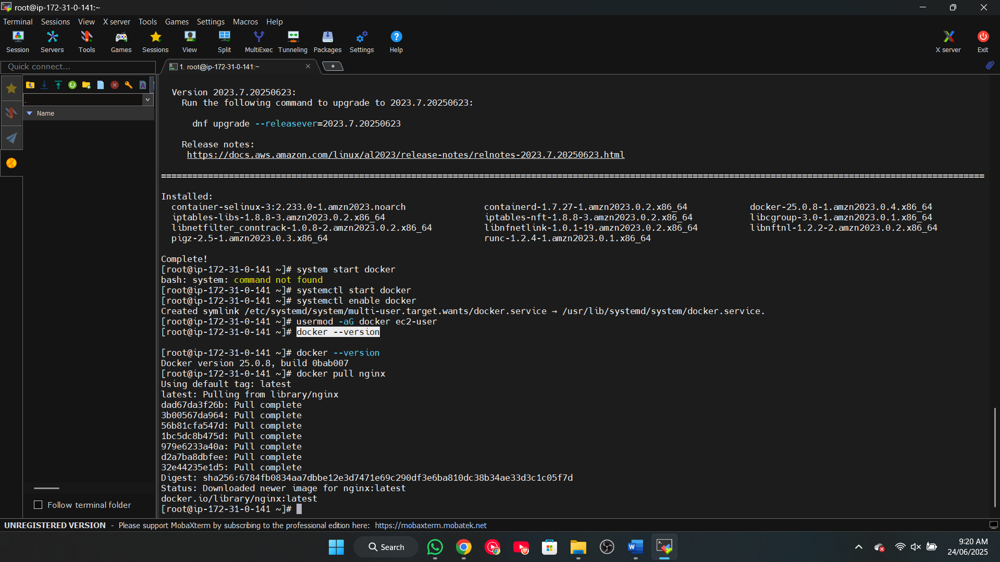 root@ip-172-31-0-141:~
Terminal Sessions View X server Tools Games Settings Macros Help
Session Servers Tools Games Sessions View Split MultiExec Tunneling Packages Settings Help X server Exit
Quick connect...
1. root@ip-172-31-0-141:~
.
Name
Version 2023.7.20250623:
Run the following command to upgrade to 2023.7.20250623:
dnf upgrade --releasever=2023.7.20250623
Release notes:
https://docs.aws.amazon.com/linux/al2023/release-notes/relnotes-2023.7.20250623.html
==============================================================================================================================================================
Installed:
container-selinux-3:2.233.0-1.amzn2023.noarch containerd-1.7.27-1.amzn2023.0.2.x86_64 docker-25.0.8-1.amzn2023.0.4.x86_64
iptables-libs-1.8.8-3.amzn2023.0.2.x86_64 iptables-nft-1.8.8-3.amzn2023.0.2.x86_64 libcgroup-3.0-1.amzn2023.0.1.x86_64
libnetfilter_conntrack-1.0.8-2.amzn2023.0.2.x86_64 libnfnetlink-1.0.1-19.amzn2023.0.2.x86_64 libnftnl-1.2.2-2.amzn2023.0.2.x86_64
pigz-2.5-1.amzn2023.0.3.x86_64 runc-1.2.4-1.amzn2023.0.1.x86_64
Complete!
[root@ip-172-31-0-141 ~]# system start docker
bash: system: command not found
[root@ip-172-31-0-141 ~]# systemctl start docker
[root@ip-172-31-0-141 ~]# systemctl enable docker
Created symlink /etc/systemd/system/multi-user.target.wants/docker.service → /usr/lib/systemd/system/docker.service.
[root@ip-172-31-0-141 ~]# usermod -aG docker ec2-user
[root@ip-172-31-0-141 ~]# docker --version
[root@ip-172-31-0-141 ~]# docker --version
Docker version 25.0.8, build 0bab007
[root@ip-172-31-0-141 ~]# docker pull nginx
Using default tag: latest
latest: Pulling from library/nginx
dad67da3f26b: Pull complete
3b00567da964: Pull complete
56b81cfa547d: Pull complete
1bc5dc8b475d: Pull complete
979e6233a40a: Pull complete
d2a7ba8dbfee: Pull complete
32e44235e1d5: Pull complete
Digest: sha256:6784fb0834aa7dbbe12e3d7471e69c290df3e6ba810dc38b34ae33d3c1c05f7d
Status: Downloaded newer image for nginx:latest
docker.io/library/nginx:latest
[root@ip-172-31-0-141 ~]#
Follow terminal folder
UNREGISTERED VERSION - Please support MobaXterm by subscribing to the professional edition here: https://mobaxterm.mobatek.net
Search
9:20 AM
24/06/2025